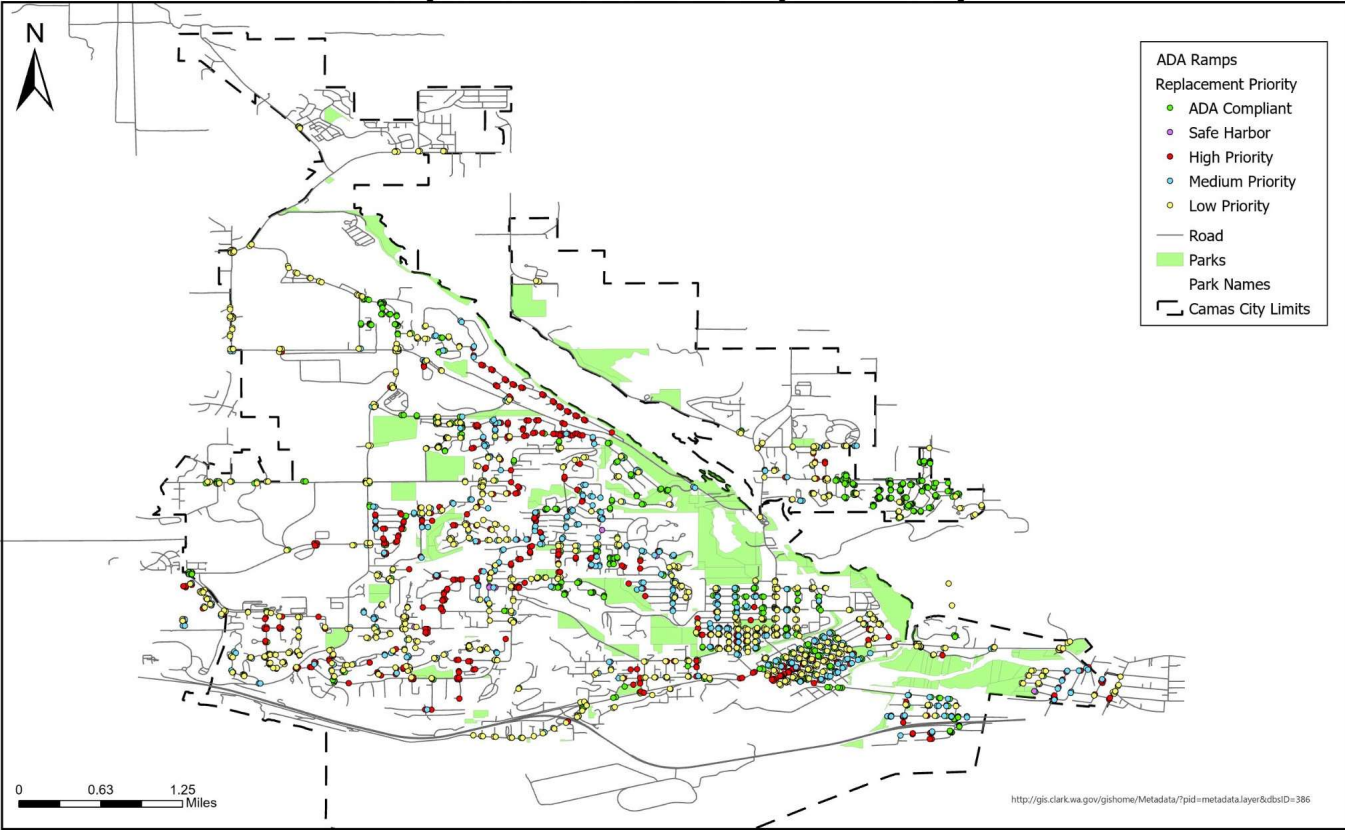 N
ADA Ramps
Replacement Priority
ADA Compliant
Safe Harbor
High Priority
Medium Priority
Low Priority
Road
Parks
Park Names
Camas City Limits
0 0.63 1.25
Miles
http://gis.clark.wa.gov/gishome/Metadata/?pid=metadata.layer&dbsID=386